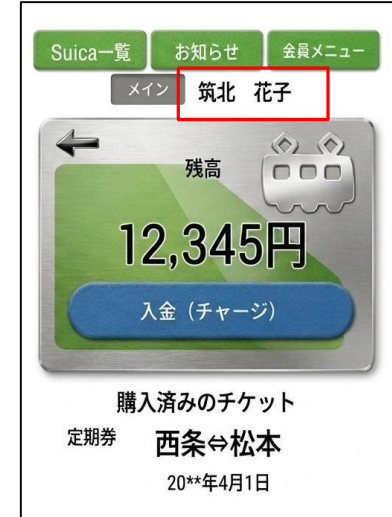 Suica一覧 お知らせ 会員メニュー
メイン 筑北 花子
残高
12,345円
入金（チャージ）
購入済みのチケット
定期券 西条⇔松本
20**年4月1日